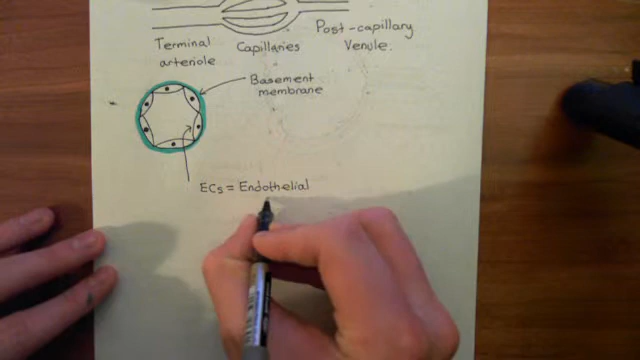 Terminal arteriole
Capillaries
Post-capillary Venule.
Basement membrane
ECs = Endothelial